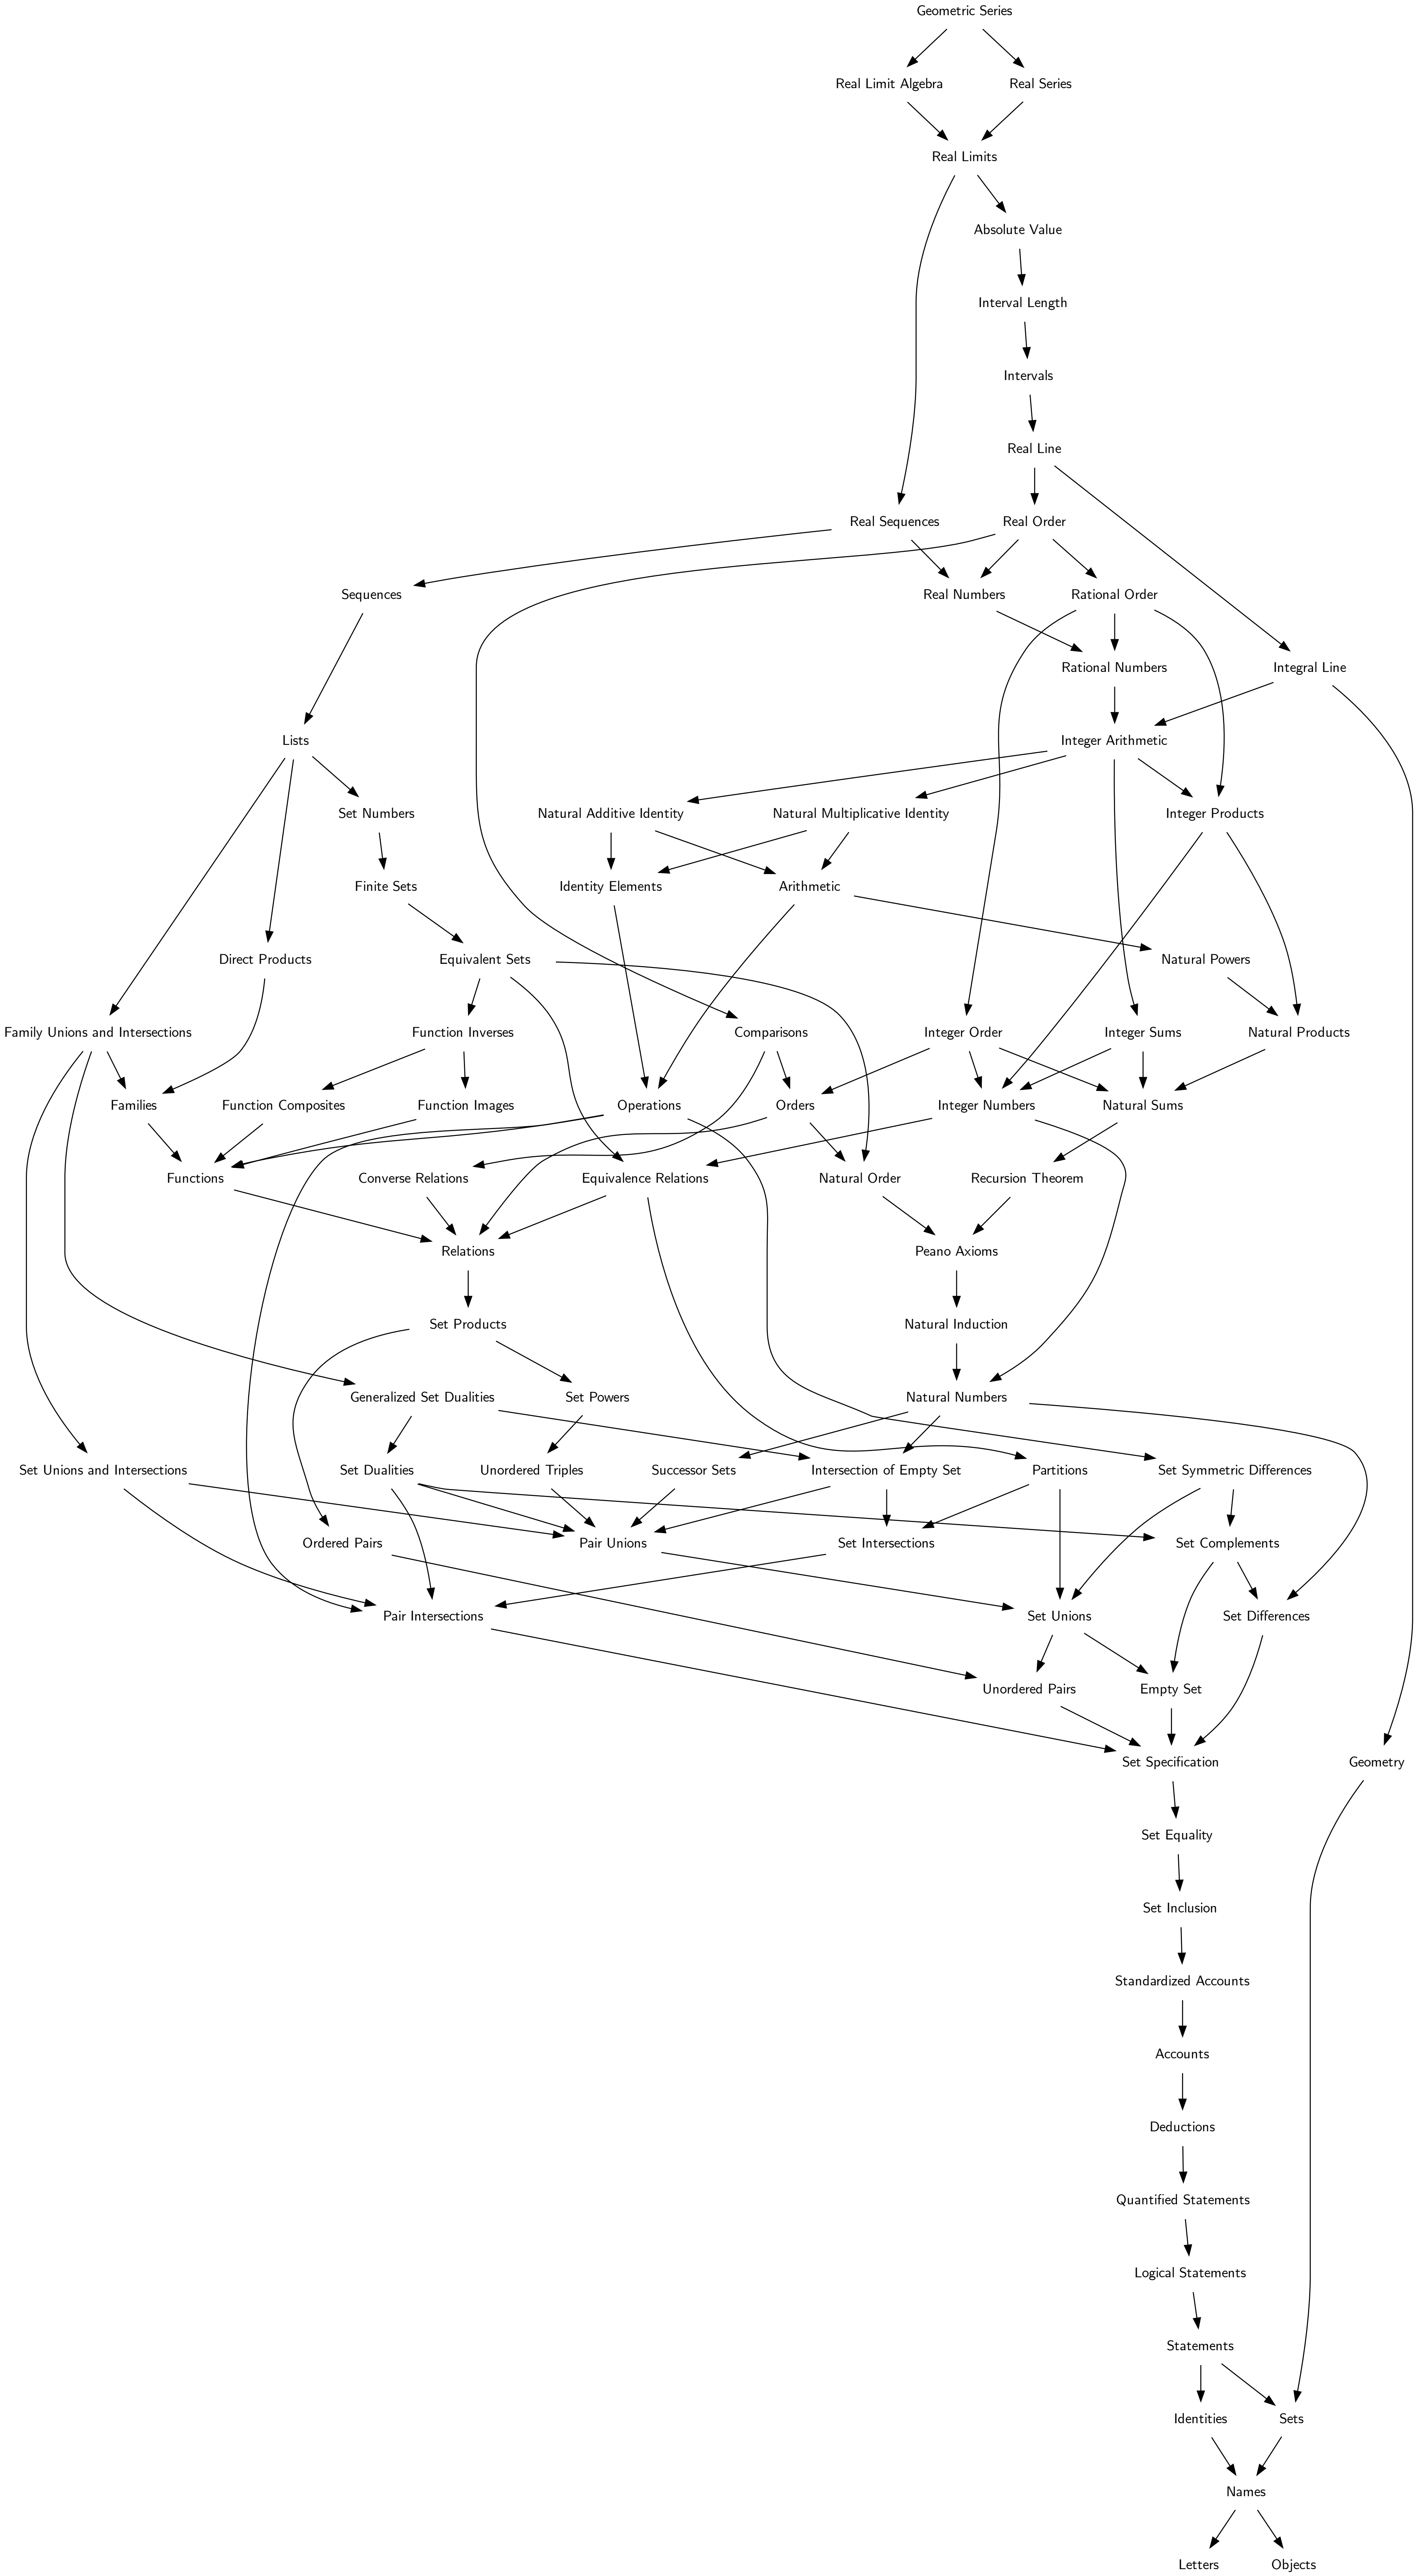 Geometric Series
Real Limit Algebra
Real Series
Real Limits
Absolute Value
Interval Length
Intervals
Real Line
Real Sequences
Real Order
Sequences
Real Numbers
Rational Order
Rational Numbers
Integral Line
Lists
Integer Arithmetic
Set Numbers
Natural Additive Identity
Natural Multiplicative Identity
Integer Products
Finite Sets
Identity Elements
Arithmetic
Direct Products
Equivalent Sets
Natural Powers
Family Unions and Intersections
Function Inverses
Comparisons
Integer Order
Integer Sums
Natural Products
Families
Function Composites
Function Images
Operations
Orders
Integer Numbers
Natural Sums
Functions
Converse Relations
Equivalence Relations
Natural Order
Recursion Theorem
Relations
Peano Axioms
Set Products
Natural Induction
Generalized Set Dualities
Set Powers
Natural Numbers
Set Unions and Intersections
Set Dualities
Unordered Triples
Successor Sets
Intersection of Empty Set
Partitions
Set Symmetric Differences
Ordered Pairs
Pair Unions
Set Intersections
Set Complements
Pair Intersections
Set Unions
Set Differences
Unordered Pairs
Empty Set
Set Specification
Geometry
Set Equality
Set Inclusion
Standardized Accounts
Accounts
Deductions
Quantified Statements
Logical Statements
Statements
Identities
Sets
Names
Letters
Objects